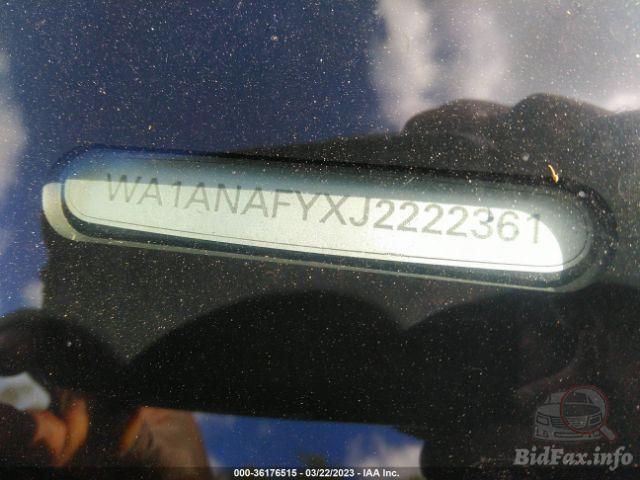 WA1ANAFYXJ2222361
BidFax.info
000-36176515 - 03/22/2023 - IAA Inc.